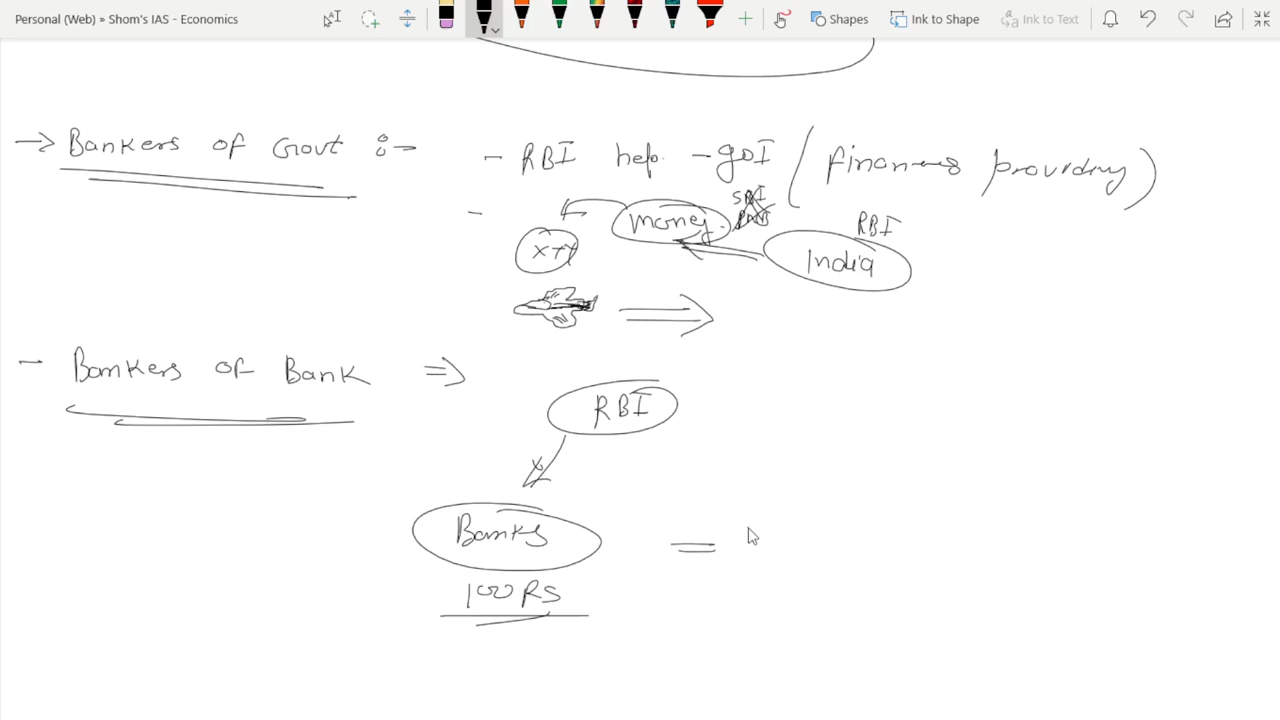 Personal (Web) » Shom's IAS - Economics
Shapes
Ink to Shape
Ink to Text
→ Bankers of Govt :-
- RBI help - GOI (finances providing)
- money
SBI
PNB
RBI
India
X+Y
⇒
- Bankers of Bank ⇒
RBI
Banks =
100 RS